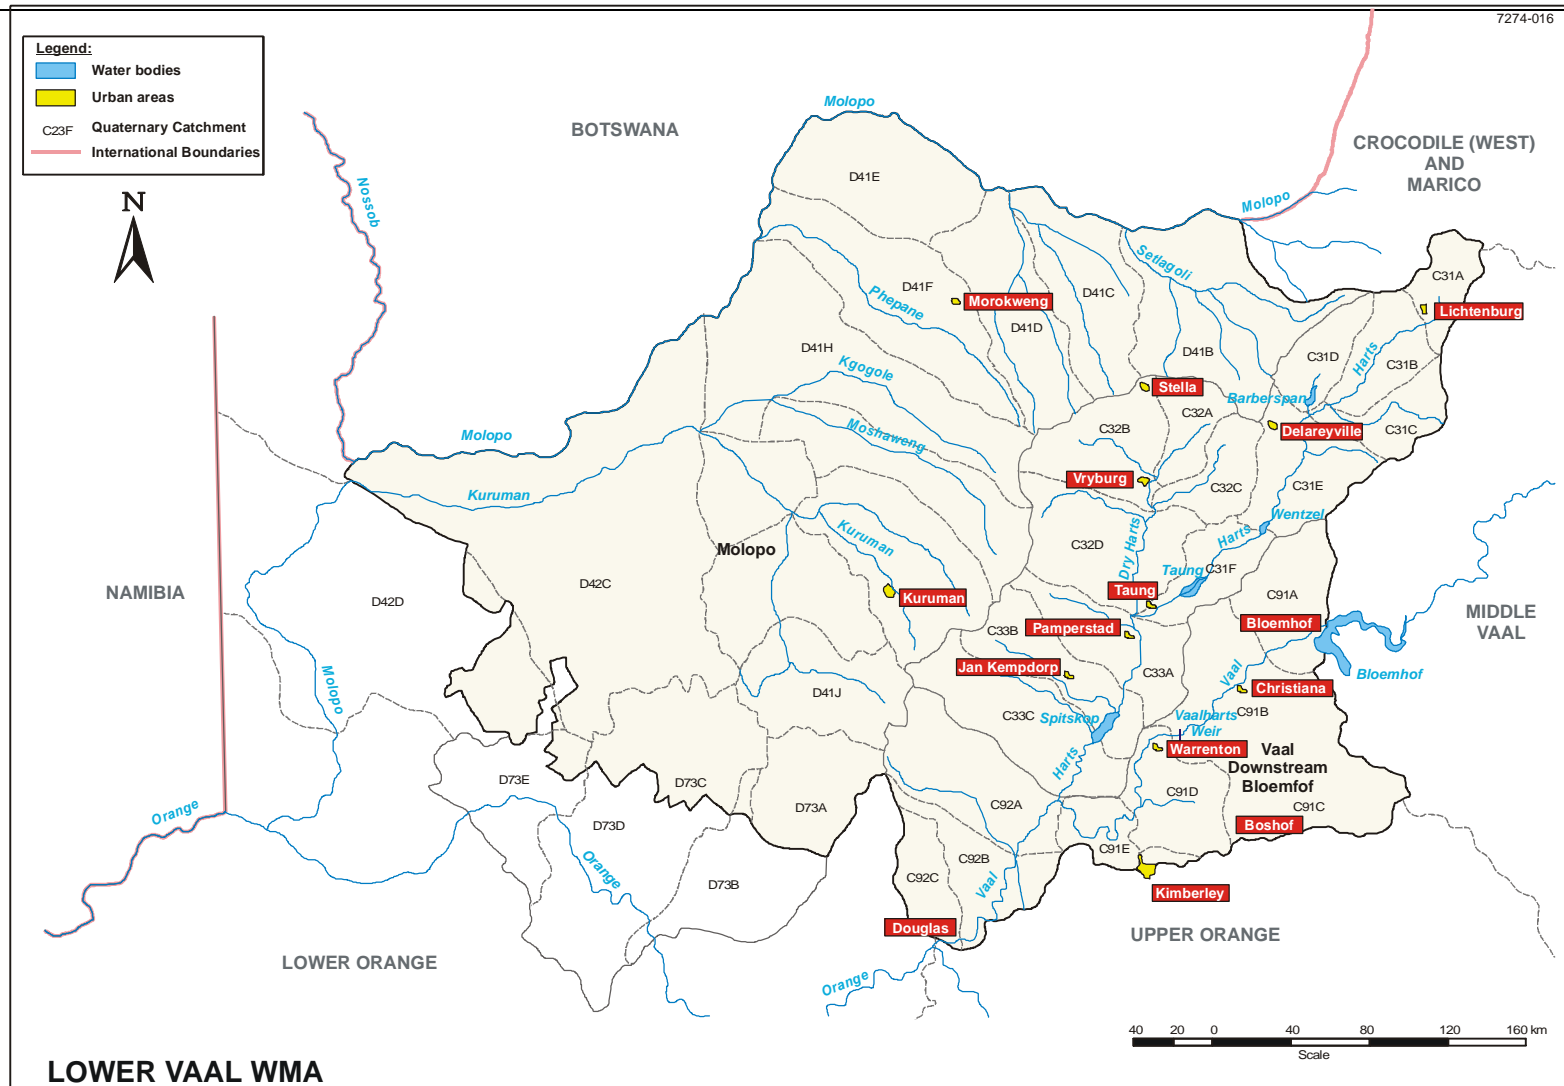 7274-016
Legend:
Water bodies
Urban areas
C23F Quaternary Catchment
International Boundaries
N
BOTSWANA
CROCODILE (WEST)
AND
MARICO
NAMIBIA
MIDDLE
VAAL
LOWER ORANGE
UPPER ORANGE
Molopo
Nossob
Molopo
Setlagoli
Phepane
Kgogole
Moshaweng
Molopo
Kuruman
Kuruman
Molopo
Orange
Orange
Orange
Harts
Barberspan
Wentzel
Harts
Dry Harts
Taung
Vaal
Bloemhof
Vaalharts
Weir
Spitskop
Harts
Vaal
D41E
D41F
D41C
D41D
D41H
D41B
C31A
C31D
C31B
C31C
C32A
C32B
C32C
C31E
C32D
C31F
C91A
D42C
D42D
C33B
C33A
D41J
C33C
C91B
D73E
D73C
D73A
D73D
D73B
C92A
C91D
C91C
C91E
C92B
C92C
Morokweng
Lichtenburg
Stella
Delareyville
Vryburg
Kuruman
Taung
Pamperstad
Bloemhof
Jan Kempdorp
Christiana
Warrenton
Boshof
Kimberley
Douglas
Molopo
Vaal
Downstream
Bloemfof
40 20 0 40 80 120 160 km
Scale
LOWER VAAL WMA